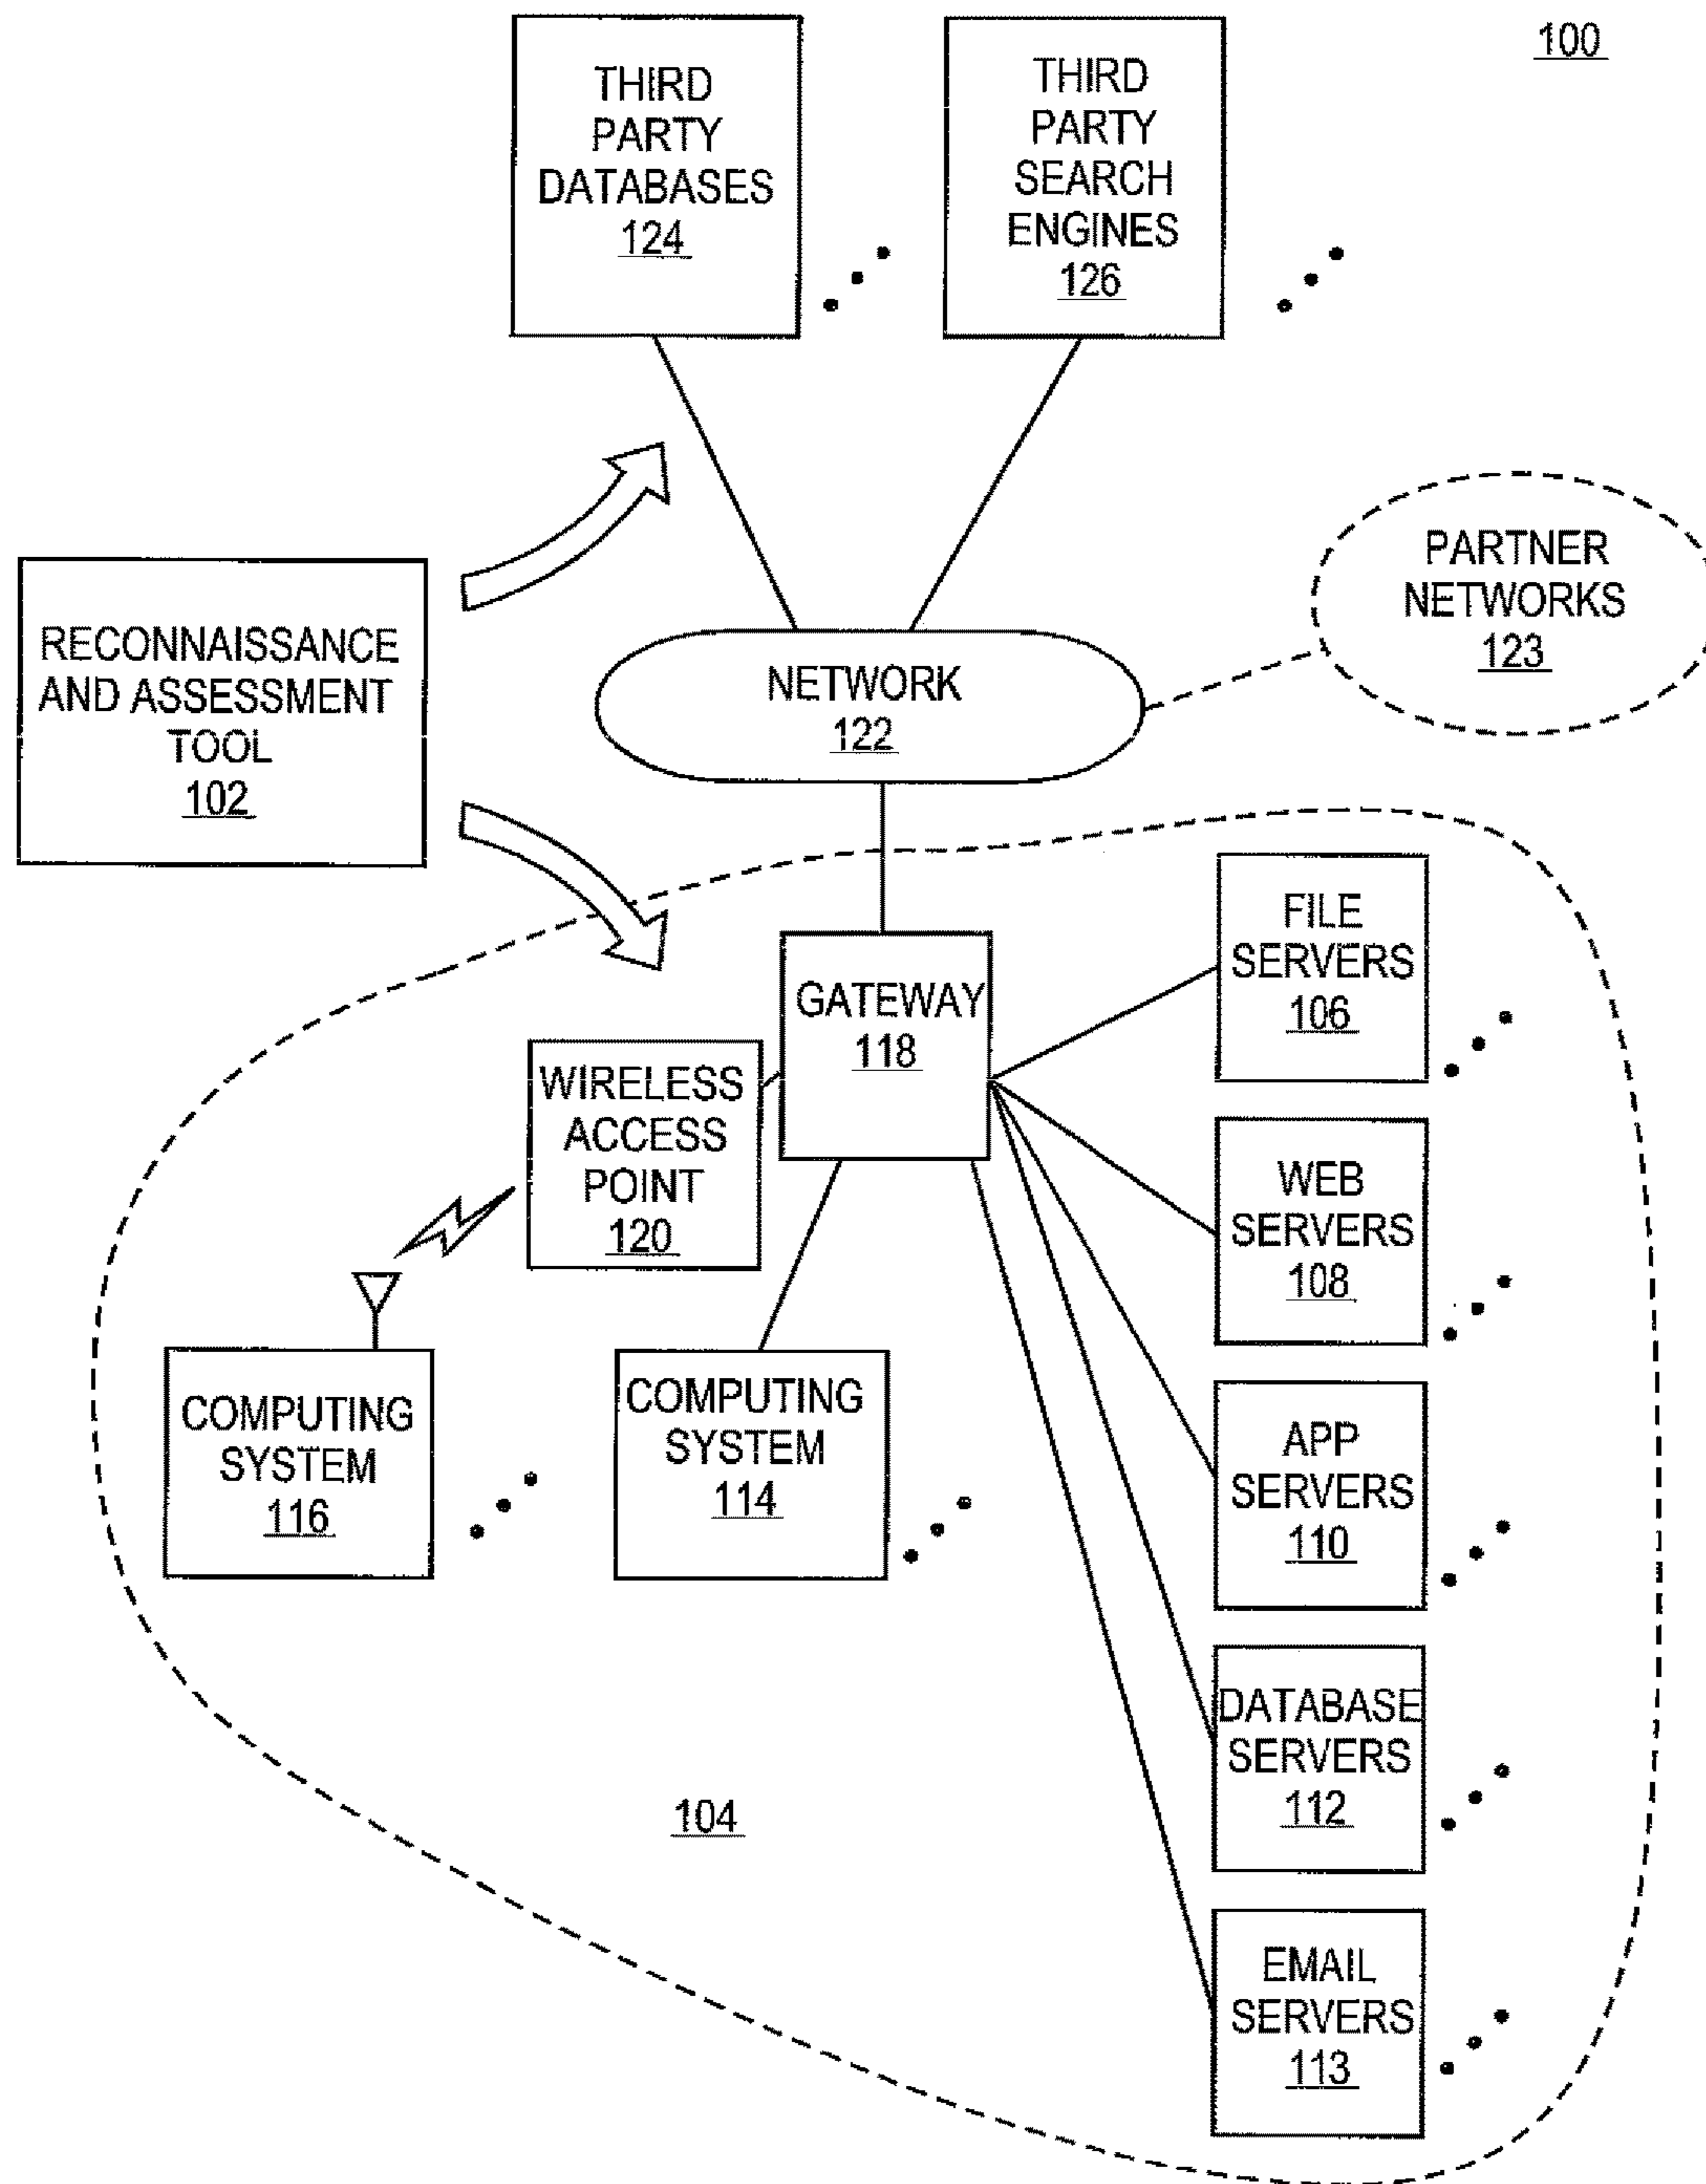 100
THIRD
PARTY
DATABASES
124
THIRD
PARTY
SEARCH
ENGINES
126
PARTNER
NETWORKS
123
RECONNAISSANCE
AND ASSESSMENT
TOOL
102
NETWORK
122
FILE
SERVERS
106
GATEWAY
118
WIRELESS
ACCESS
POINT
120
WEB
SERVERS
108
COMPUTING
SYSTEM
116
COMPUTING
SYSTEM
114
APP
SERVERS
110
DATABASE
SERVERS
112
104
EMAIL
SERVERS
113